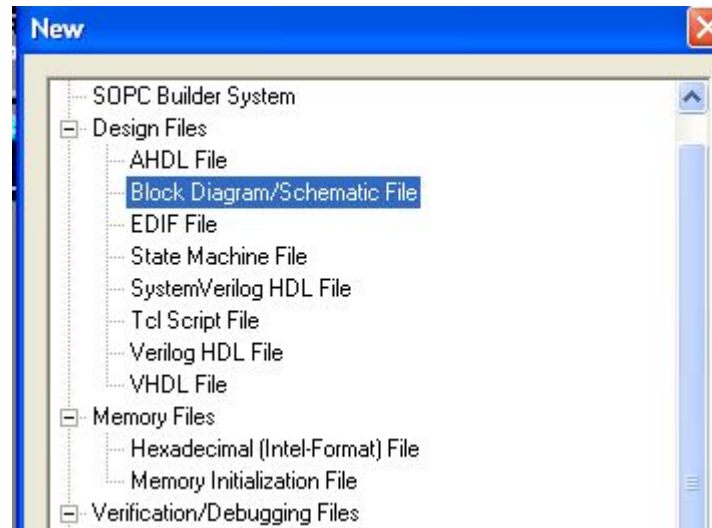 New
SOPC Builder System
Design Files
AHDL File
Block Diagram/Schematic File
EDIF File
State Machine File
SystemVerilog HDL File
Tcl Script File
Verilog HDL File
VHDL File
Memory Files
Hexadecimal (Intel-Format) File
Memory Initialization File
Verification/Debugging Files